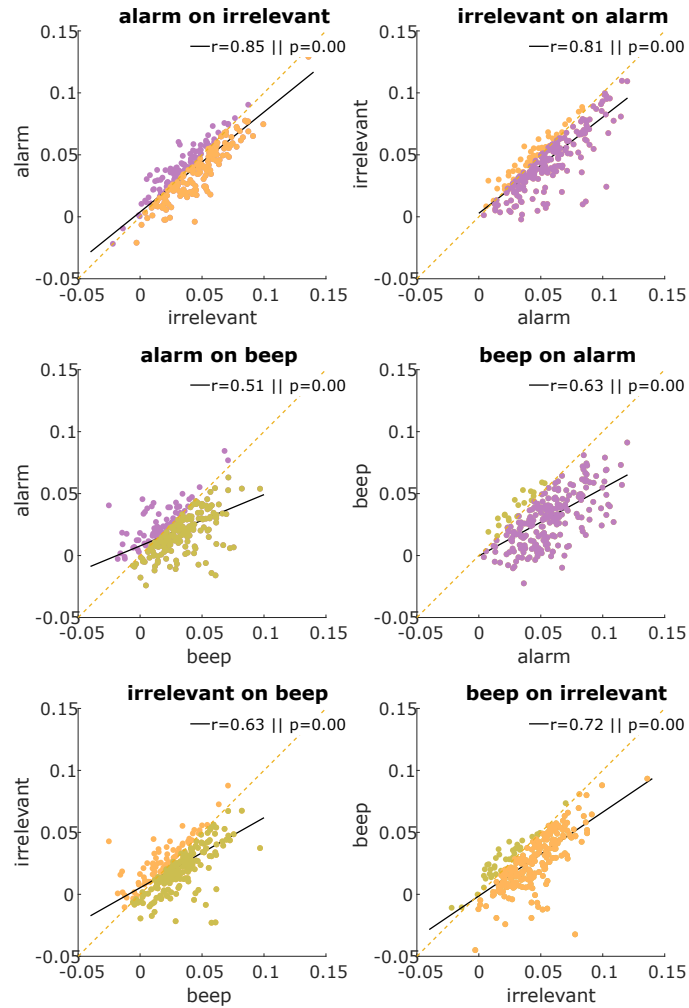 alarm on irrelevant
r=0.85 || p=0.00
0.15
0.1
0.05
0
-0.05
alarm
-0.05 0 0.05 0.1 0.15
irrelevant
irrelevant on alarm
r=0.81 || p=0.00
0.15
0.1
0.05
0
-0.05
irrelevant
-0.05 0 0.05 0.1 0.15
alarm
alarm on beep
r=0.51 || p=0.00
0.15
0.1
0.05
0
-0.05
alarm
-0.05 0 0.05 0.1 0.15
beep
beep on alarm
r=0.63 || p=0.00
0.15
0.1
0.05
0
-0.05
beep
-0.05 0 0.05 0.1 0.15
alarm
irrelevant on beep
r=0.63 || p=0.00
0.15
0.1
0.05
0
-0.05
irrelevant
-0.05 0 0.05 0.1 0.15
beep
beep on irrelevant
r=0.72 || p=0.00
0.15
0.1
0.05
0
-0.05
beep
-0.05 0 0.05 0.1 0.15
irrelevant